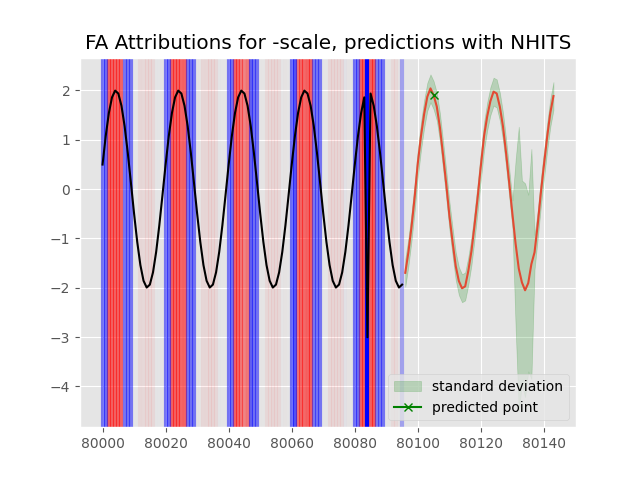 FA Attributions for -scale, predictions with NHITS
2
1
0
−1
−2
−3
−4
standard deviation
predicted point
80000 80020 80040 80060 80080 80100 80120 80140